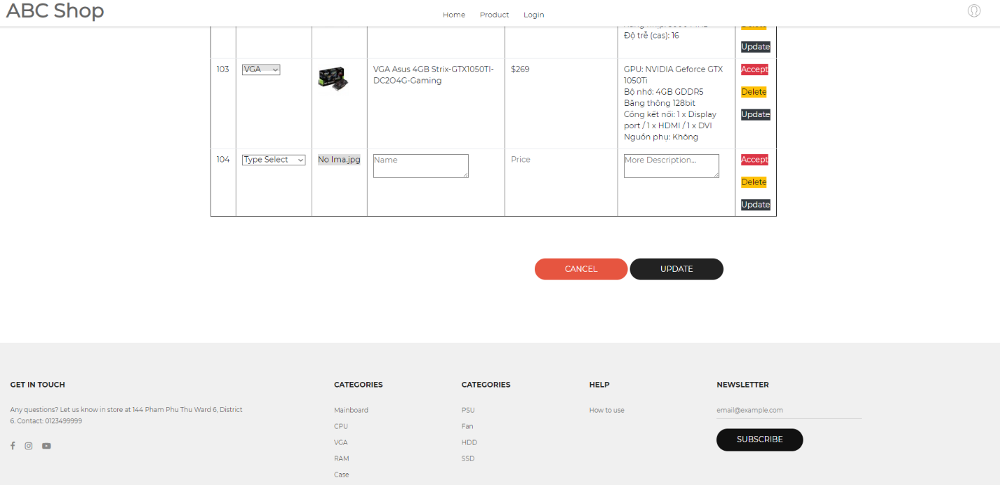 ABC Shop
Home Product Login
Độ trễ (cas): 16
Delete
Update
103
VGA
VGA Asus 4GB Strix-GTX1050TI-
DC2O4G-Gaming
$269
GPU: NVIDIA Geforce GTX
1050Ti
Bộ nhớ: 4GB GDDR5
Băng thông 128bit
Cổng kết nối: 1 x Display
port / 1 x HDMI / 1 x DVI
Nguồn phụ: Không
Accept
Delete
Update
104
Type Select
No Ima.jpg
Name
Price
More Description...
Accept
Delete
Update
CANCEL
UPDATE
GET IN TOUCH
Any questions? Let us know in store at 144 Pham Phu Thu Ward 6, District
6. Contact: 0123499999
CATEGORIES
Mainboard
CPU
VGA
RAM
Case
CATEGORIES
PSU
Fan
HDD
SSD
HELP
How to use
NEWSLETTER
email@example.com
SUBSCRIBE